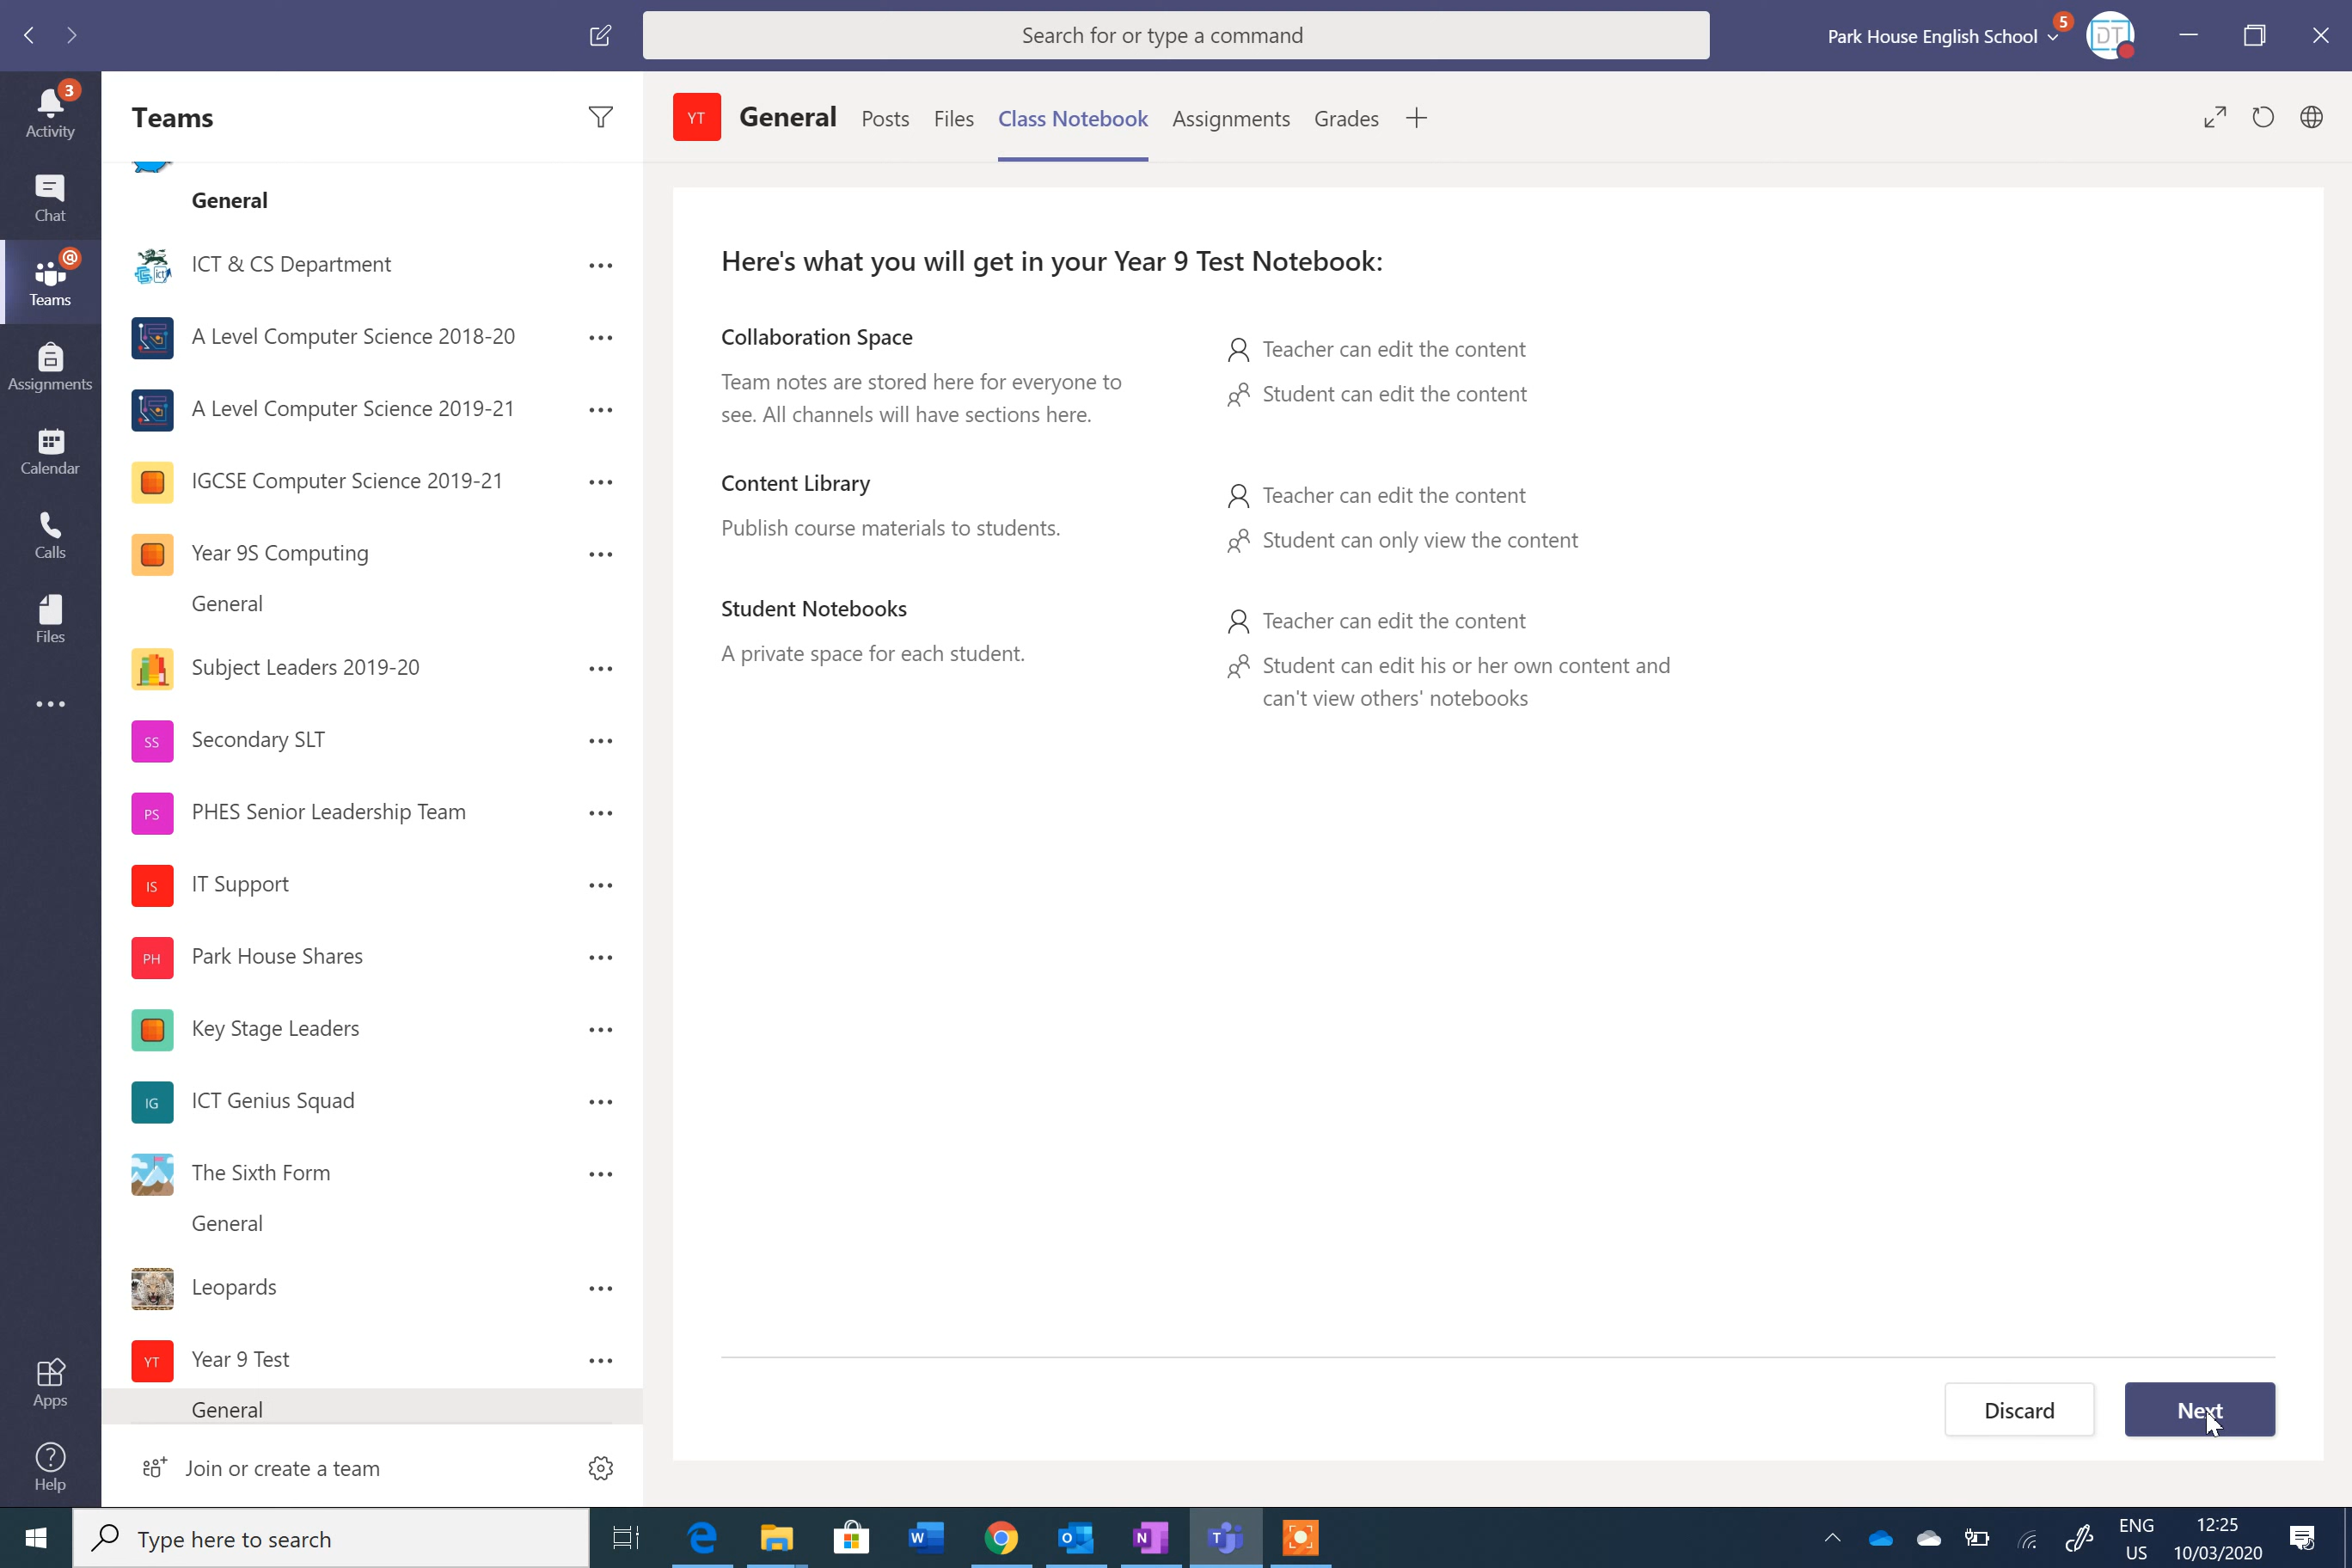 Search for or type a command
Park House English School
5
DT
3
Activity
Chat
@
Teams
Assignments
Calendar
Calls
Files
Apps
Help
Teams
General
ICT & CS Department
A Level Computer Science 2018-20
A Level Computer Science 2019-21
IGCSE Computer Science 2019-21
Year 9S Computing
General
Subject Leaders 2019-20
SS Secondary SLT
PS PHES Senior Leadership Team
IS IT Support
PH Park House Shares
Key Stage Leaders
IG ICT Genius Squad
The Sixth Form
General
Leopards
YT Year 9 Test
General
Join or create a team
YT General Posts Files Class Notebook Assignments Grades
Here's what you will get in your Year 9 Test Notebook:
Collaboration Space
Team notes are stored here for everyone to
see. All channels will have sections here.
Teacher can edit the content
Student can edit the content
Content Library
Publish course materials to students.
Teacher can edit the content
Student can only view the content
Student Notebooks
A private space for each student.
Teacher can edit the content
Student can edit his or her own content and
can't view others' notebooks
Discard
Next
Type here to search
ENG
US
12:25
10/03/2020